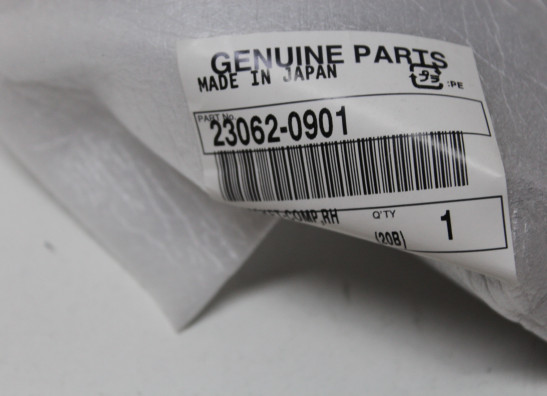 GENUINE PARTS
MADE IN JAPAN
:PE
PART No.
23062-0901
COMP,RH
Q'TY
1
(20B)